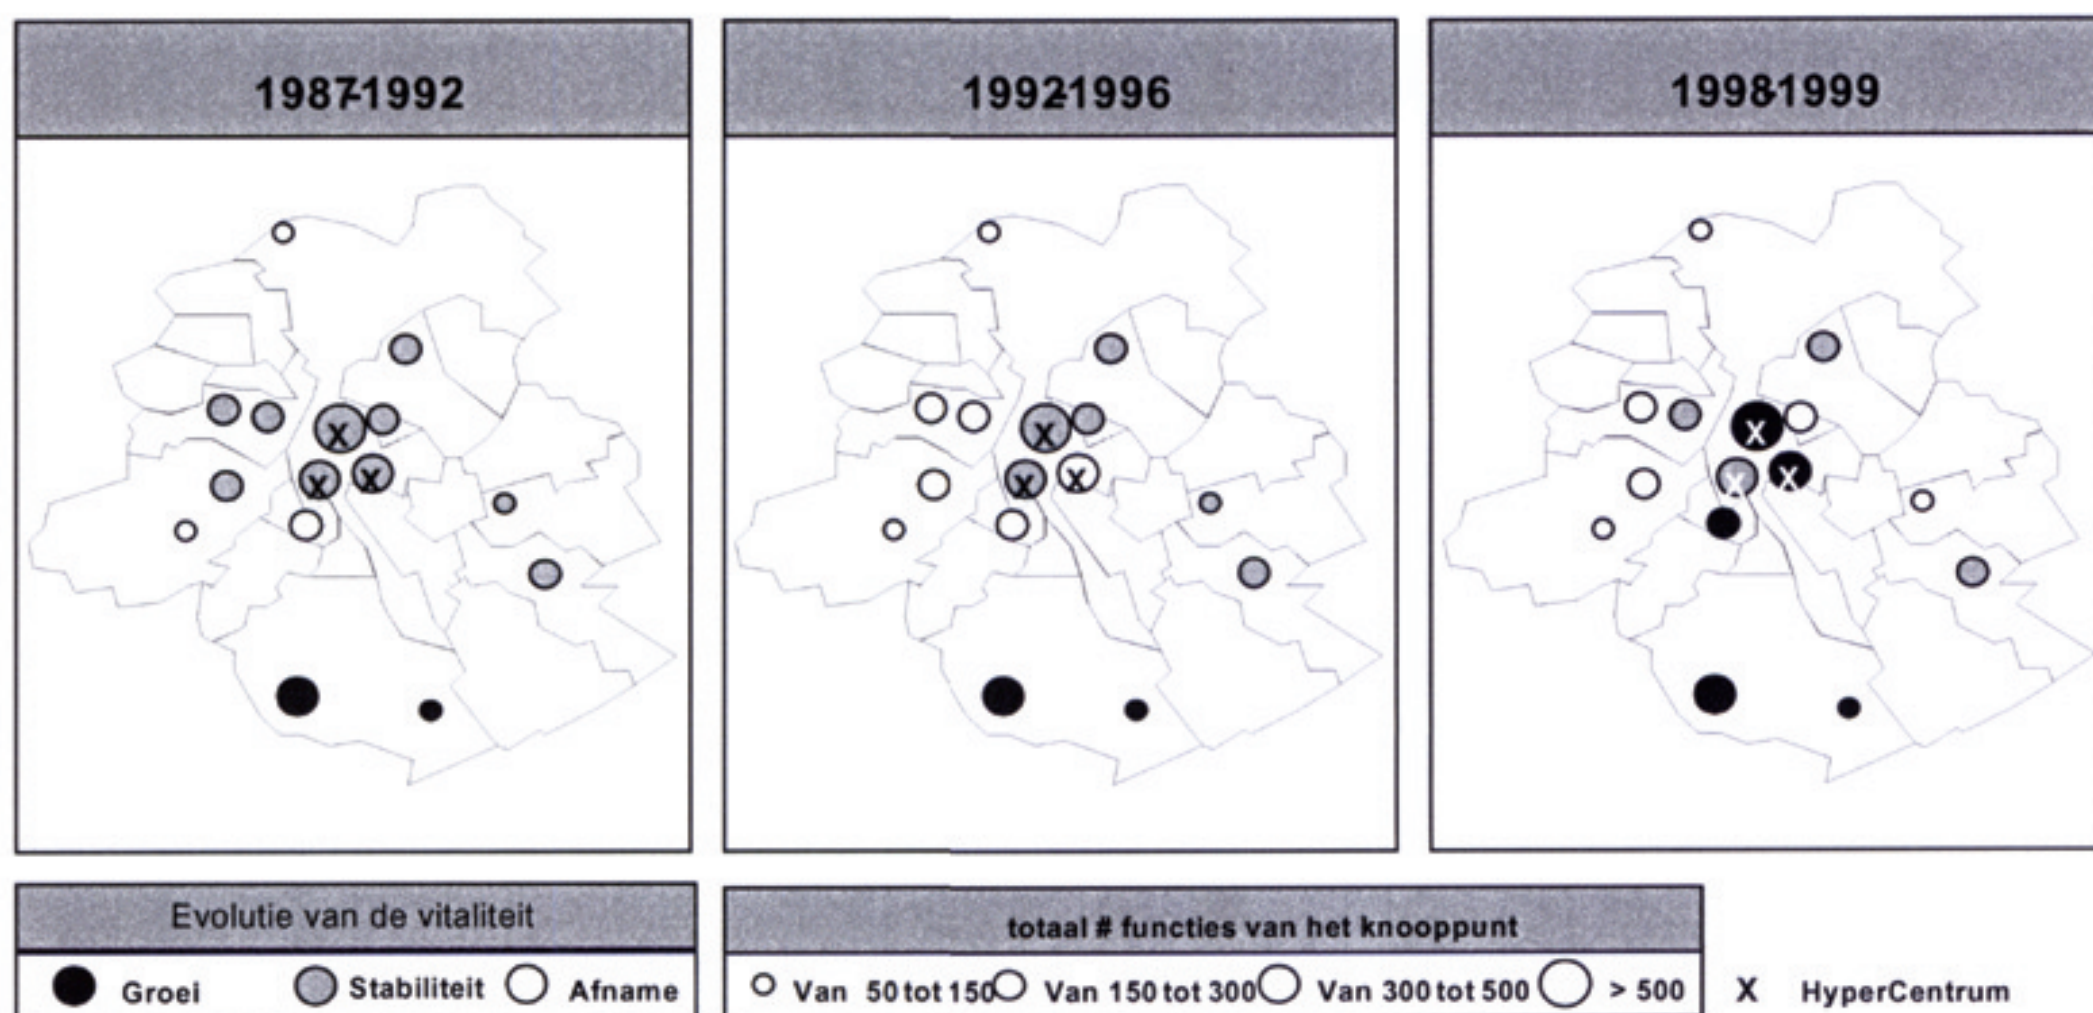 1987-1992
1992-1996
1998-1999
X
X
X
X
X
X
X
X
X
Evolutie van de vitaliteit
Groei
Stabiliteit
Afname
totaal # functies van het knooppunt
Van 50 tot 150
Van 150 tot 300
Van 300 tot 500
> 500
X HyperCentrum